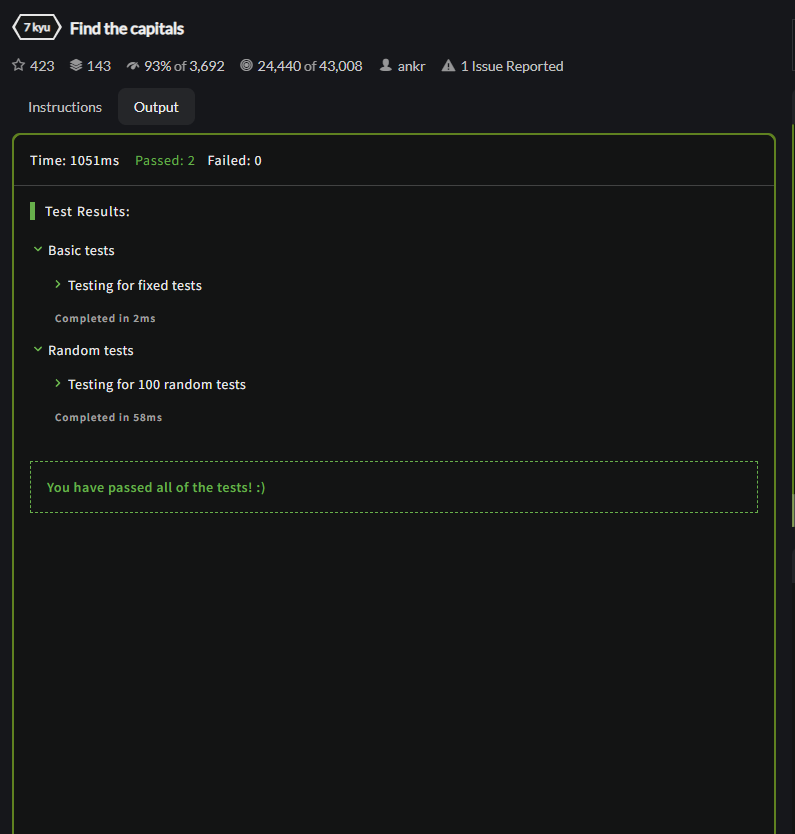 7 kyu Find the capitals
423 143 93% of 3,692 24,440 of 43,008 ankr 1 Issue Reported
Instructions Output
Time: 1051ms Passed: 2 Failed: 0
Test Results:
Basic tests
Testing for fixed tests
Completed in 2ms
Random tests
Testing for 100 random tests
Completed in 58ms
You have passed all of the tests! :)